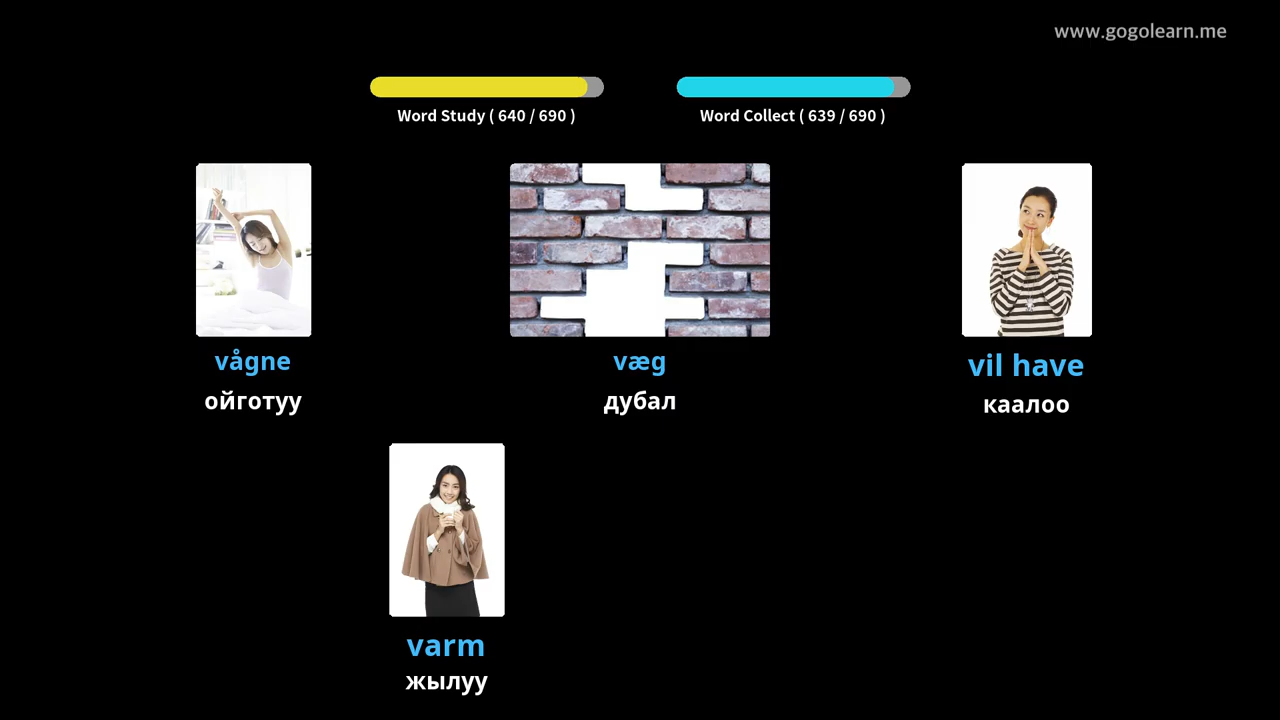 www.gogolearn.me
Word Study ( 640 / 690 )
Word Collect ( 639 / 690 )
vågne
ойготуу
væg
дубал
vil have
каалоо
varm
жылуу